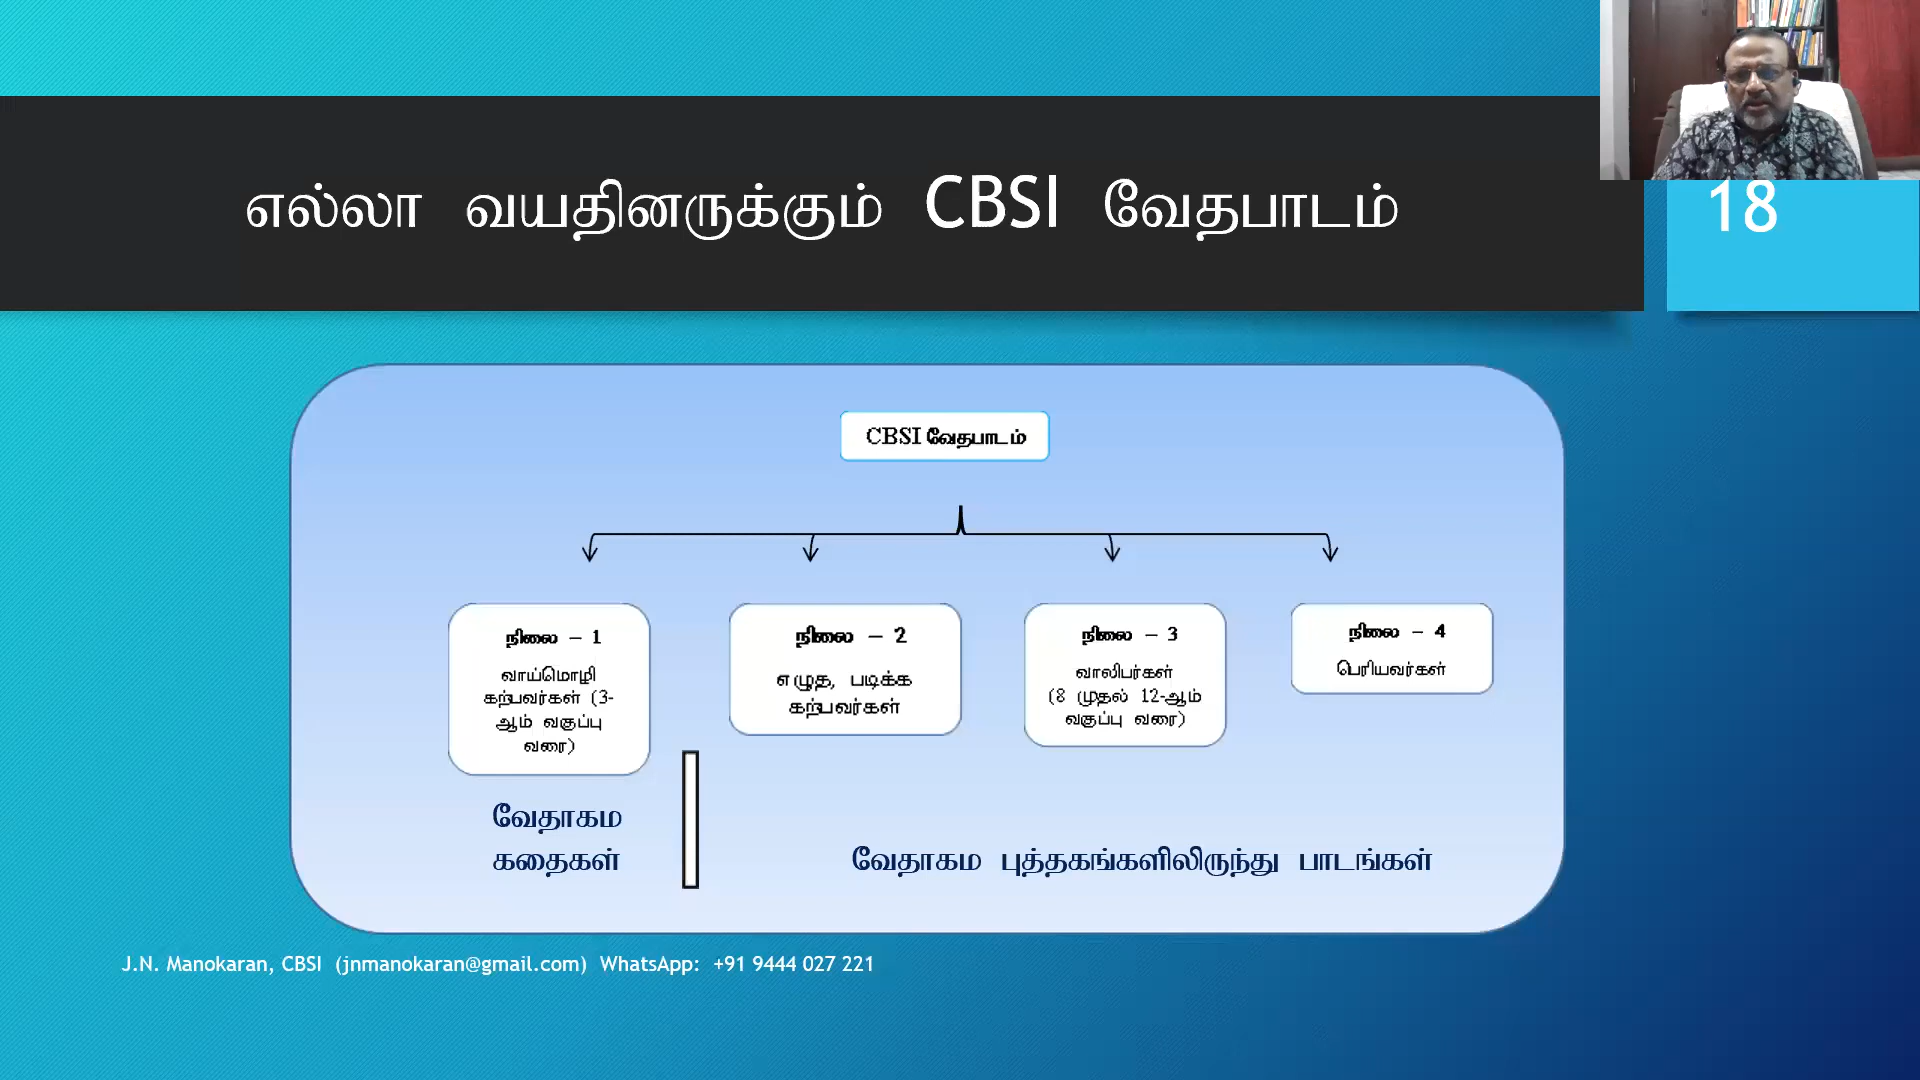 எல்லா வயதினருக்கும் CBSI வேதபாடம்
18
CBSI வேதபாடம்
நிலை – 1
வாய்மொழி
கற்பவர்கள் (3-
ஆம் வகுப்பு
வரை)
நிலை – 2
எழுத, படிக்க
கற்பவர்கள்
நிலை – 3
வாலிபர்கள்
(8 முதல் 12-ஆம்
வகுப்பு வரை)
நிலை – 4
பெரியவர்கள்
வேதாகம
கதைகள்
வேதாகம புத்தகங்களிலிருந்து பாடங்கள்
J.N. Manokaran, CBSI (jnmanokaran@gmail.com) WhatsApp: +91 9444 027 221